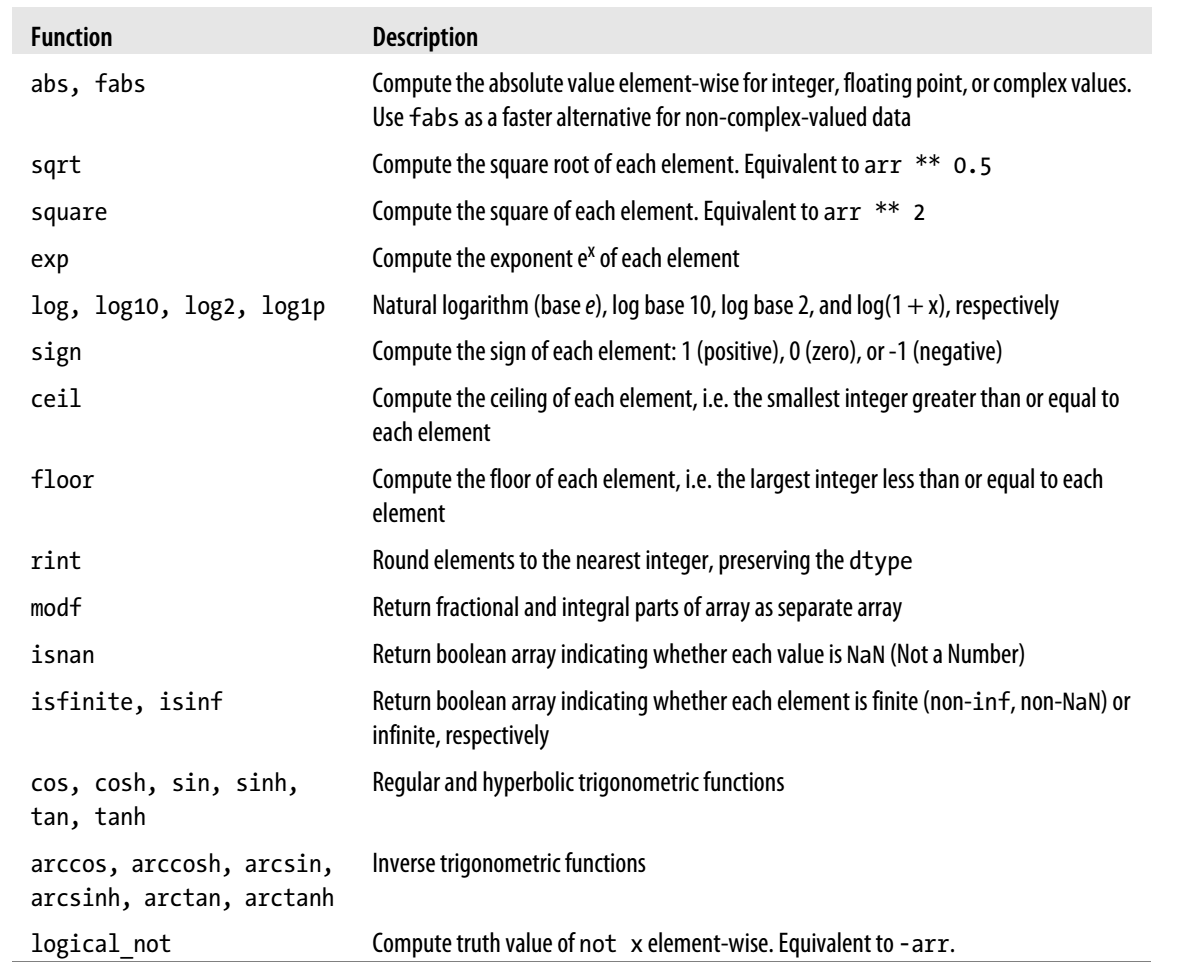 Function Description
abs, fabs Compute the absolute value element-wise for integer, floating point, or complex values.
Use fabs as a faster alternative for non-complex-valued data
sqrt Compute the square root of each element. Equivalent to arr ** 0.5
square Compute the square of each element. Equivalent to arr ** 2
exp Compute the exponent eˣ of each element
log, log10, log2, log1p Natural logarithm (base e), log base 10, log base 2, and log(1 + x), respectively
sign Compute the sign of each element: 1 (positive), 0 (zero), or -1 (negative)
ceil Compute the ceiling of each element, i.e. the smallest integer greater than or equal to
each element
floor Compute the floor of each element, i.e. the largest integer less than or equal to each
element
rint Round elements to the nearest integer, preserving the dtype
modf Return fractional and integral parts of array as separate array
isnan Return boolean array indicating whether each value is NaN (Not a Number)
isfinite, isinf Return boolean array indicating whether each element is finite (non-inf, non-NaN) or
infinite, respectively
cos, cosh, sin, sinh, Regular and hyperbolic trigonometric functions
tan, tanh
arccos, arccosh, arcsin, Inverse trigonometric functions
arcsinh, arctan, arctanh
logical_not Compute truth value of not x element-wise. Equivalent to -arr.